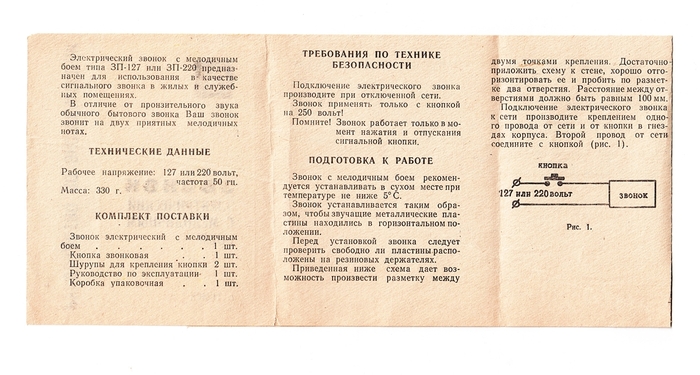 Электрический звонок с мелодичным
боем типа ЗП-127 или ЗП-220 предназ-
начен для использования в качестве
сигнального звонка в жилых и служеб-
ных помещениях.
В отличие от пронзительного звука
обычного бытового звонка Ваш звонок
звонит на двух приятных мелодичных
нотах.
ТЕХНИЧЕСКИЕ ДАННЫЕ
Рабочее напряжение: 127 или 220 вольт,
частота 50 гц.
Масса: 330 г.
КОМПЛЕКТ ПОСТАВКИ
Звонок электрический с мелодичным
боем . . . . . . . 1 шт.
Кнопка звонковая . . . 1 шт.
Шурупы для крепления кнопки 2 шт.
Руководство по эксплуатации· 1 шт.
Коробка упаковочная . . 1 шт.
ТРЕБОВАНИЯ ПО ТЕХНИКЕ
БЕЗОПАСНОСТИ
Подключение электрического звонка
производите при отключенной сети.
Звонок применять только с кнопкой
на 250 вольт!
Помните! Звонок работает только в мо-
мент нажатия и отпускания
сигнальной кнопки.
ПОДГОТОВКА К РАБОТЕ
Звонок с мелодичным боем рекомен-
дуется устанавливать в сухом месте при
температуре не ниже 5°С.
Звонок устанавливается таким обра-
зом, чтобы звучащие металлические пла-
стины находились в горизонтальном по-
ложении.
Перед установкой звонка следует
проверить свободно ли пластины распо-
ложены на резиновых держателях.
Приведенная ниже схема дает воз-
можность произвести разметку между
двумя точками крепления. Достаточно
приложить схему к стене, хорошо отго-
ризонтировать ее и пробить по размет-
ке два отверстия. Расстояние между от-
верстиями должно быть равным 100 мм.
Подключение электрического звонка
к сети производите креплением одно-
го провода от сети и от кнопки в гнез-
дах корпуса. Второй провод от сети
соедините с кнопкой (рис. 1).
кнопка
127 или 220 вольт
звонок
Рис. 1.